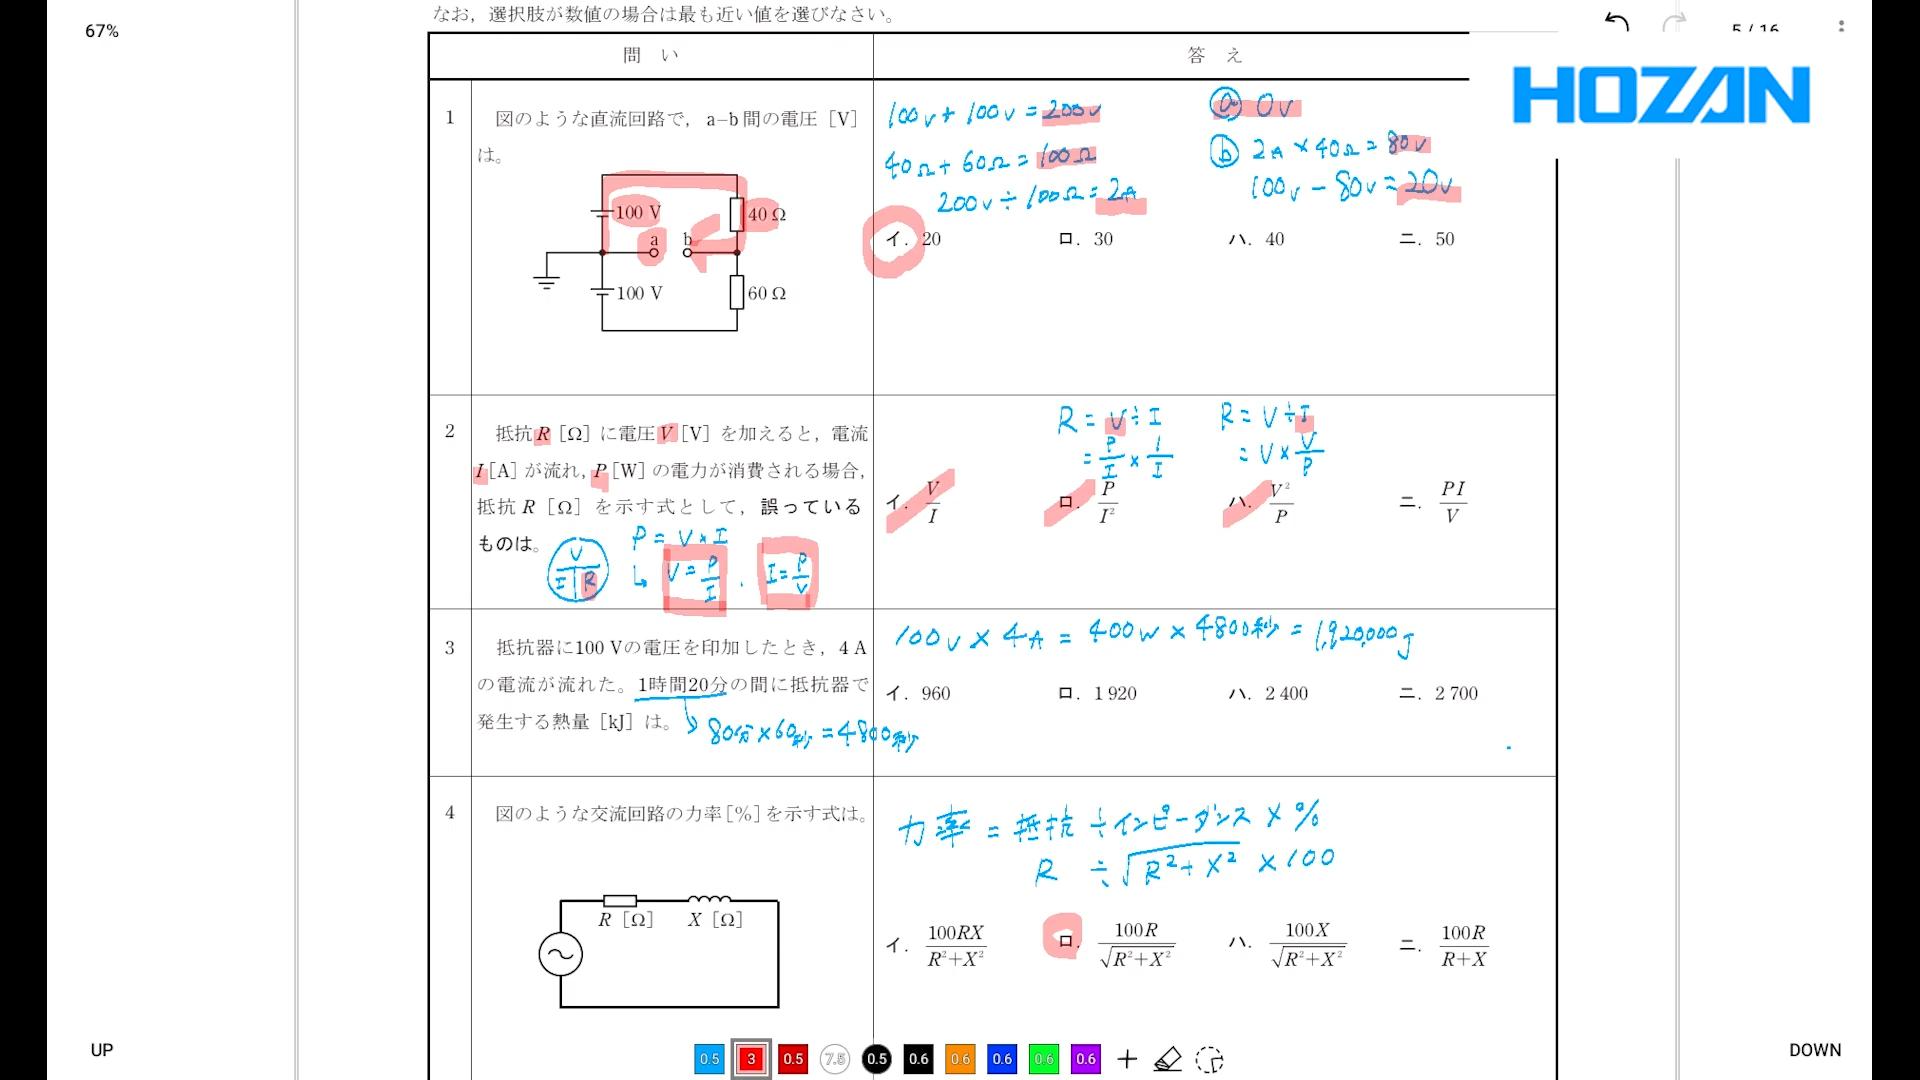 67%
なお，選択肢が数値の場合は最も近い値を選びなさい。
5 / 16
HOZAN
問　い
答　え
1
図のような直流回路で， a−b 間の電圧［V］
は。
100 V
40 Ω
a
b
100 V
60 Ω
100V + 100V = 200V
40Ω + 60Ω = 100Ω
200V ÷ 100Ω = 2A
ⓐ 0V
ⓑ 2A × 40Ω = 80V
100V − 80V = 20V
イ．20
ロ．30
ハ．40
ニ．50
2
抵抗 R［Ω］に電圧 V［V］を加えると，電流
I［A］が流れ，P［W］の電力が消費される場合，
抵抗 R［Ω］を示す式として，誤っている
ものは。
V
I R
P = V × I
V = P/I . I = P/V
R = V ÷ I
= P/I × 1/I
R = V ÷ I
= V × V/P
イ．V/I
ロ．P/I²
ハ．V²/P
ニ．PI/V
3
抵抗器に100 Vの電圧を印加したとき，4 A
の電流が流れた。1時間20分の間に抵抗器で
発生する熱量［kJ］は。
80分×60秒 = 4800秒
100V × 4A = 400W × 4800秒 = 1,920,000J
イ．960
ロ．1 920
ハ．2 400
ニ．2 700
4
図のような交流回路の力率［%］を示す式は。
R［Ω］
X［Ω］
力率 = 抵抗 ÷ インピーダンス × %
R ÷ √R²+X² × 100
イ．100RX/R²+X²
ロ．100R/√R²+X²
ハ．100X/√R²+X²
ニ．100R/R+X
UP
0.5
3
0.5
7.5
0.5
0.6
0.6
0.6
0.6
0.6
DOWN